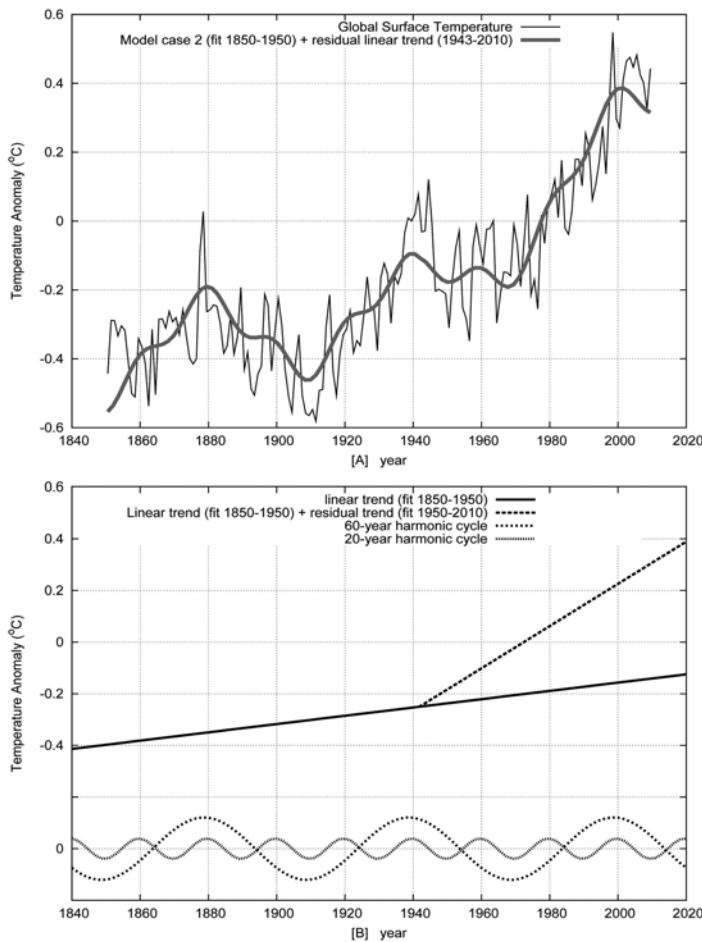 Global Surface Temperature
Model case 2 (fit 1850-1950) + residual linear trend (1943-2010)
Temperature Anomaly (°C)
0.6
0.4
0.2
0
-0.2
-0.4
-0.6
1840 1860 1880 1900 1920 1940 1960 1980 2000 2020
[A] year
linear trend (fit 1850-1950)
Linear trend (fit 1850-1950) + residual trend (fit 1950-2010)
60-year harmonic cycle
20-year harmonic cycle
Temperature Anomaly (°C)
0.6
0.4
0.2
0
-0.2
-0.4
0
1840 1860 1880 1900 1920 1940 1960 1980 2000 2020
[B] year